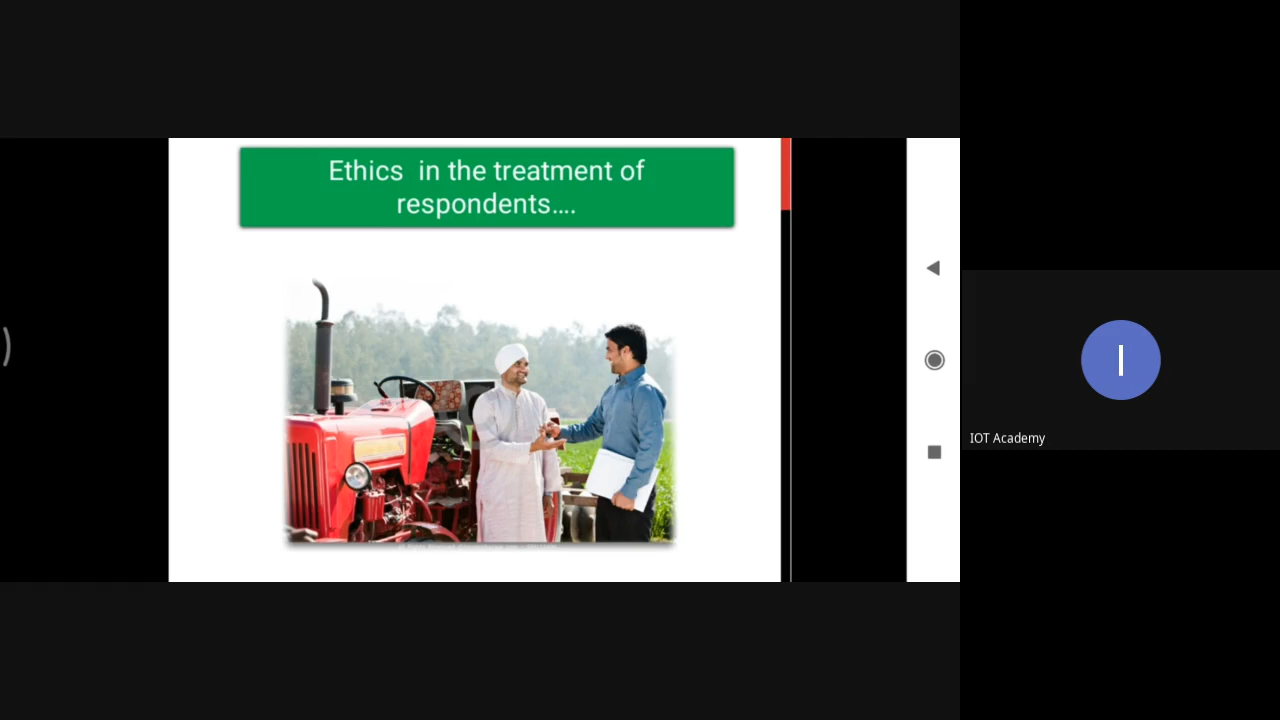 Ethics  in the treatment of
respondents....
I
IOT Academy